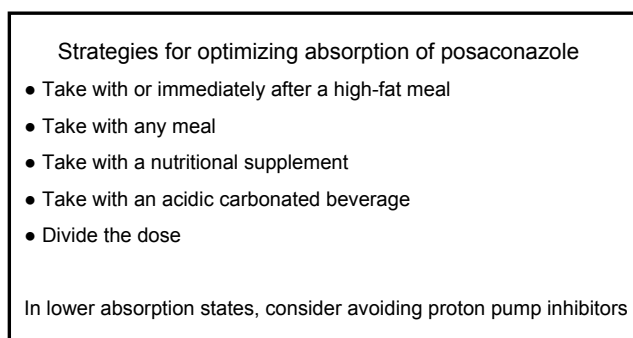 Strategies for optimizing absorption of posaconazole
● Take with or immediately after a high-fat meal
● Take with any meal
● Take with a nutritional supplement
● Take with an acidic carbonated beverage
● Divide the dose
In lower absorption states, consider avoiding proton pump inhibitors